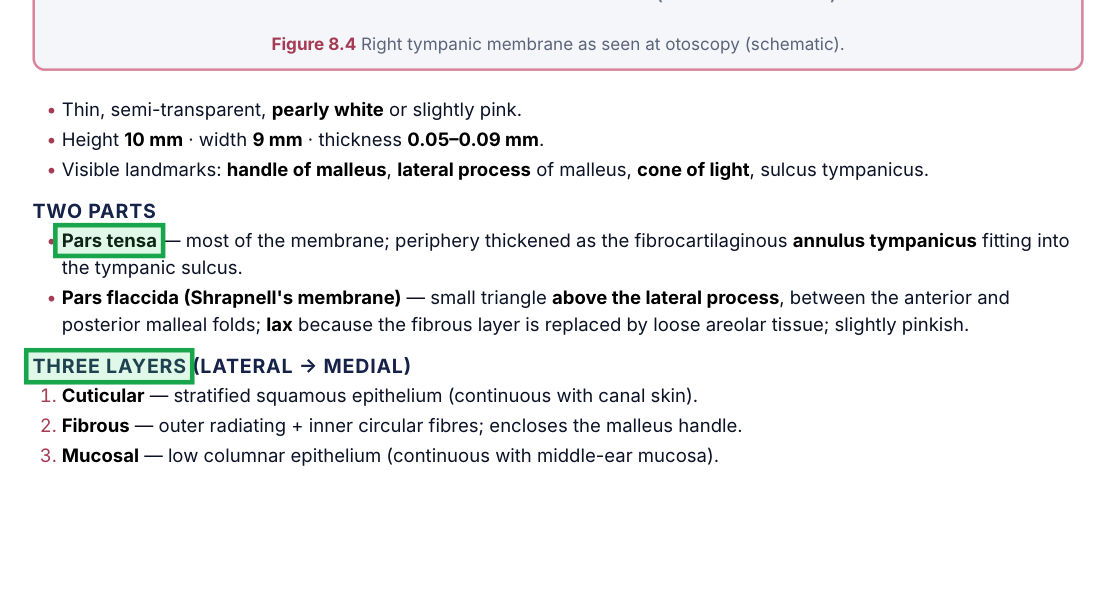 Figure 8.4 Right tympanic membrane as seen at otoscopy (schematic).
• Thin, semi-transparent, pearly white or slightly pink.
• Height 10 mm · width 9 mm · thickness 0.05–0.09 mm.
• Visible landmarks: handle of malleus, lateral process of malleus, cone of light, sulcus tympanicus.
TWO PARTS
• Pars tensa — most of the membrane; periphery thickened as the fibrocartilaginous annulus tympanicus fitting into
the tympanic sulcus.
• Pars flaccida (Shrapnell's membrane) — small triangle above the lateral process, between the anterior and
posterior malleal folds; lax because the fibrous layer is replaced by loose areolar tissue; slightly pinkish.
THREE LAYERS (LATERAL → MEDIAL)
1. Cuticular — stratified squamous epithelium (continuous with canal skin).
2. Fibrous — outer radiating + inner circular fibres; encloses the malleus handle.
3. Mucosal — low columnar epithelium (continuous with middle-ear mucosa).